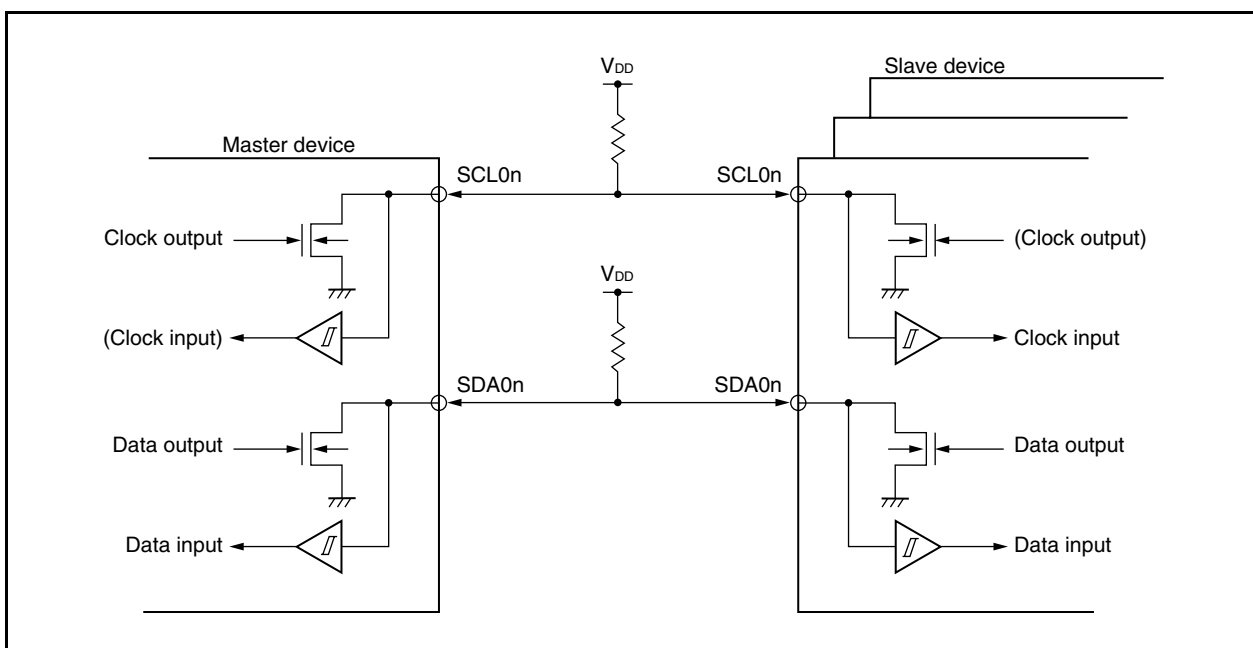 VDD
Slave device
Master device
SCL0n
SCL0n
Clock output
(Clock output)
VDD
(Clock input)
Clock input
SDA0n
SDA0n
Data output
Data output
Data input
Data input